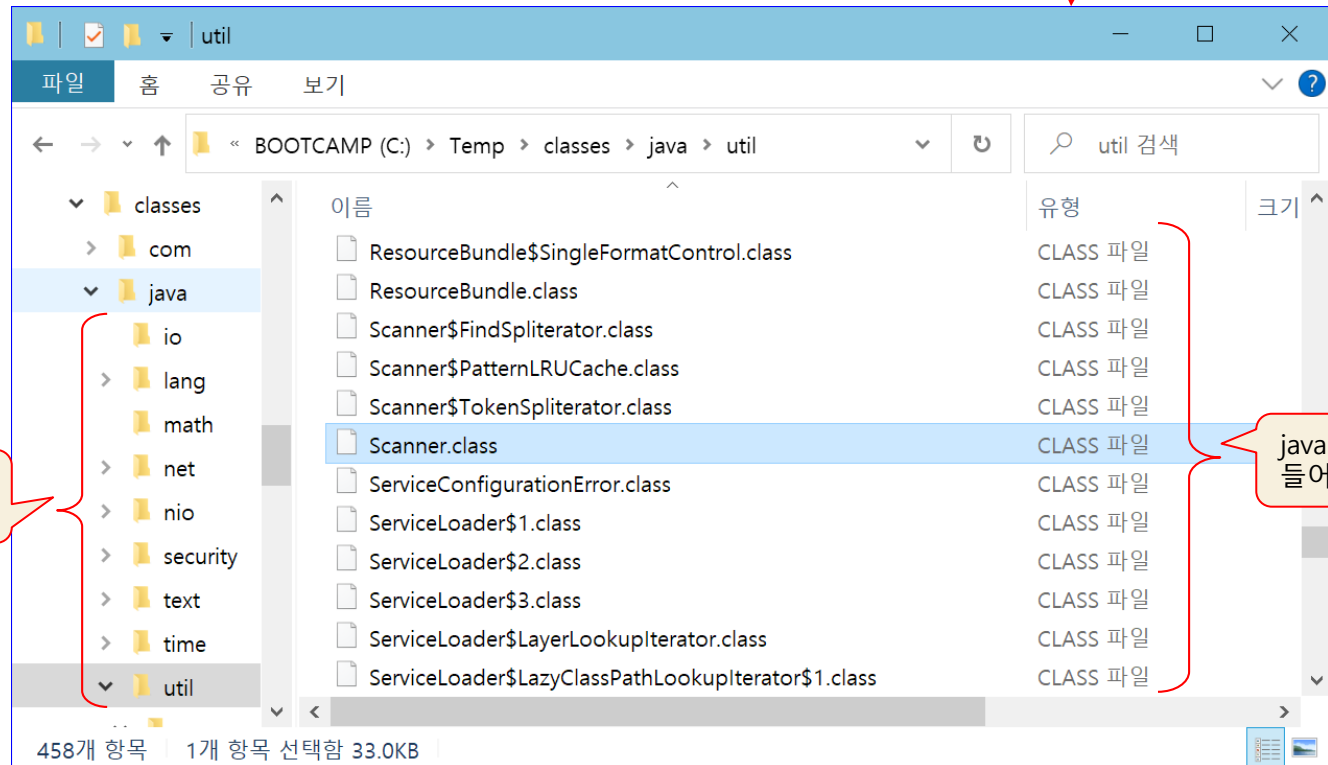 util
파일 홈 공유 보기
« BOOTCAMP (C:) > Temp > classes > java > util
util 검색
classes
com
java
io
lang
math
net
nio
security
text
time
util
이름 유형 크기
ResourceBundle$SingleFormatControl.class CLASS 파일
ResourceBundle.class CLASS 파일
Scanner$FindSpliterator.class CLASS 파일
Scanner$PatternLRUCache.class CLASS 파일
Scanner$TokenSpliterator.class CLASS 파일
Scanner.class CLASS 파일
ServiceConfigurationError.class CLASS 파일
ServiceLoader$1.class CLASS 파일
ServiceLoader$2.class CLASS 파일
ServiceLoader$3.class CLASS 파일
ServiceLoader$LayerLookupIterator.class CLASS 파일
ServiceLoader$LazyClassPathLookupIterator$1.class CLASS 파일
java
들어
458개 항목 1개 항목 선택함 33.0KB